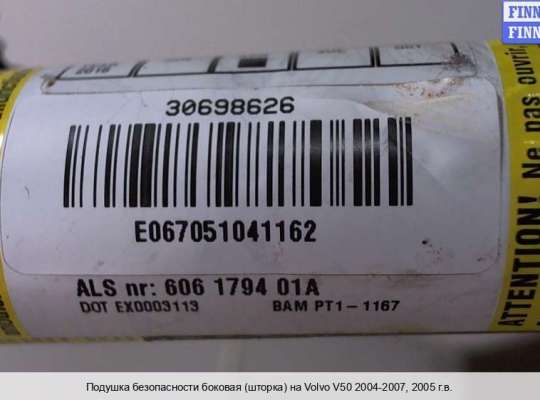 FINN
FINN
2010
30698626
E067051041162
ALS nr: 606 1794 01A
DOT EX0003113 BAM PT1-1167
ATTENTION! Ne pas ouvrir,
Подушка безопасности боковая (шторка) на Volvo V50 2004-2007, 2005 г.в.